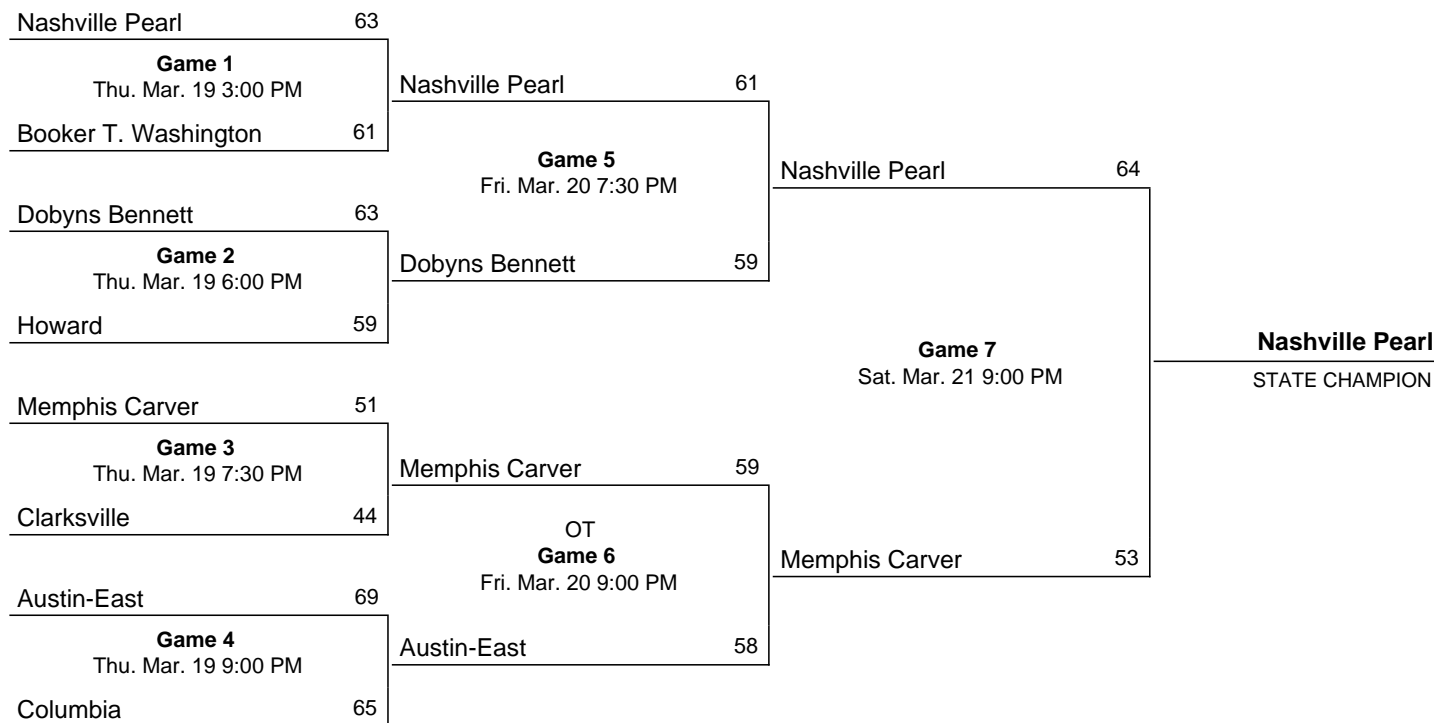 Nashville Pearl 63
Game 1
Thu. Mar. 19 3:00 PM
Booker T. Washington 61
Dobyns Bennett 63
Game 2
Thu. Mar. 19 6:00 PM
Howard 59
Memphis Carver 51
Game 3
Thu. Mar. 19 7:30 PM
Clarksville 44
Austin-East 69
Game 4
Thu. Mar. 19 9:00 PM
Columbia 65
Nashville Pearl 61
Game 5
Fri. Mar. 20 7:30 PM
Dobyns Bennett 59
Memphis Carver 59
OT
Game 6
Fri. Mar. 20 9:00 PM
Austin-East 58
Nashville Pearl 64
Game 7
Sat. Mar. 21 9:00 PM
Memphis Carver 53
Nashville Pearl
STATE CHAMPION